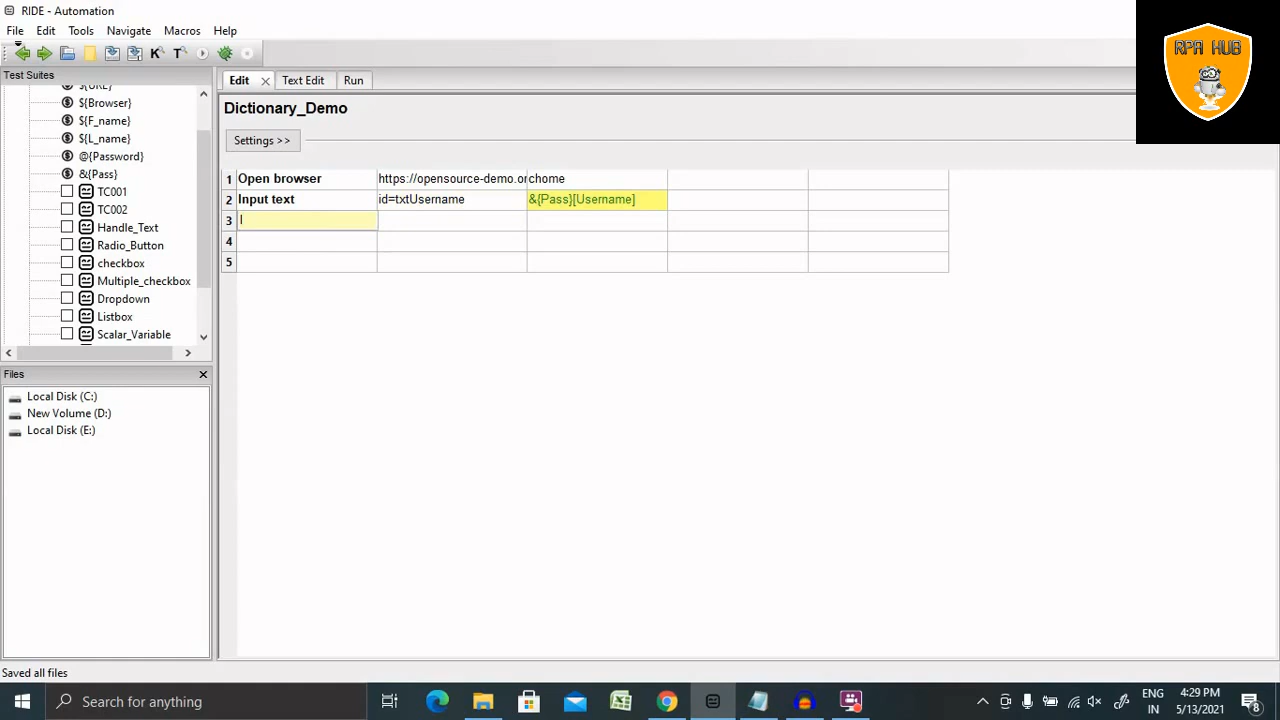 RIDE - Automation
File Edit Tools Navigate Macros Help
RPA HUB
K T
Test Suites
Edit Text Edit Run
${URL}
${Browser}
${F_name}
${L_name}
@{Password}
&{Pass}
TC001
TC002
Handle_Text
Radio_Button
checkbox
Multiple_checkbox
Dropdown
Listbox
Scalar_Variable
Files
Local Disk (C:)
New Volume (D:)
Local Disk (E:)
Dictionary_Demo
Settings >>
1 Open browser https://opensource-demo.or chome
2 Input text id=txtUsername &{Pass}[Username]
3 I
4
5
Saved all files
Search for anything
ENG
IN
4:29 PM
5/13/2021
8